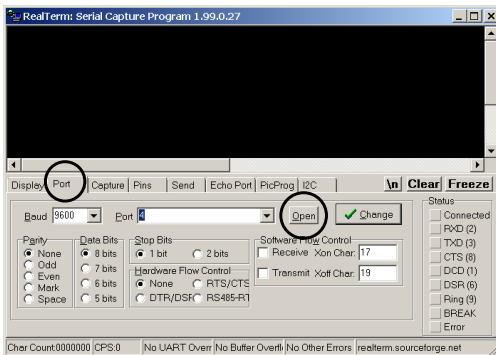 RealTerm: Serial Capture Program 1.99.0.27
Display Port Capture Pins Send Echo Port PicProg I2C \n Clear Freeze
Baud 9600 Port 4 Open Change
Status
Connected
RXD (2)
TXD (3)
CTS (8)
DCD (1)
DSR (6)
Ring (9)
BREAK
Error
Parity
None
Odd
Even
Mark
Space
Data Bits
8 bits
7 bits
6 bits
5 bits
Stop Bits
1 bit 2 bits
Hardware Flow Control
None RTS/CTS
DTR/DSR RS485-RT
Software Flow Control
Receive Xon Char: 17
Transmit Xoff Char: 19
Char Count:0000000 CPS:0 No UART Overr No Buffer Overfl No Other Errors realterm.sourceforge.net